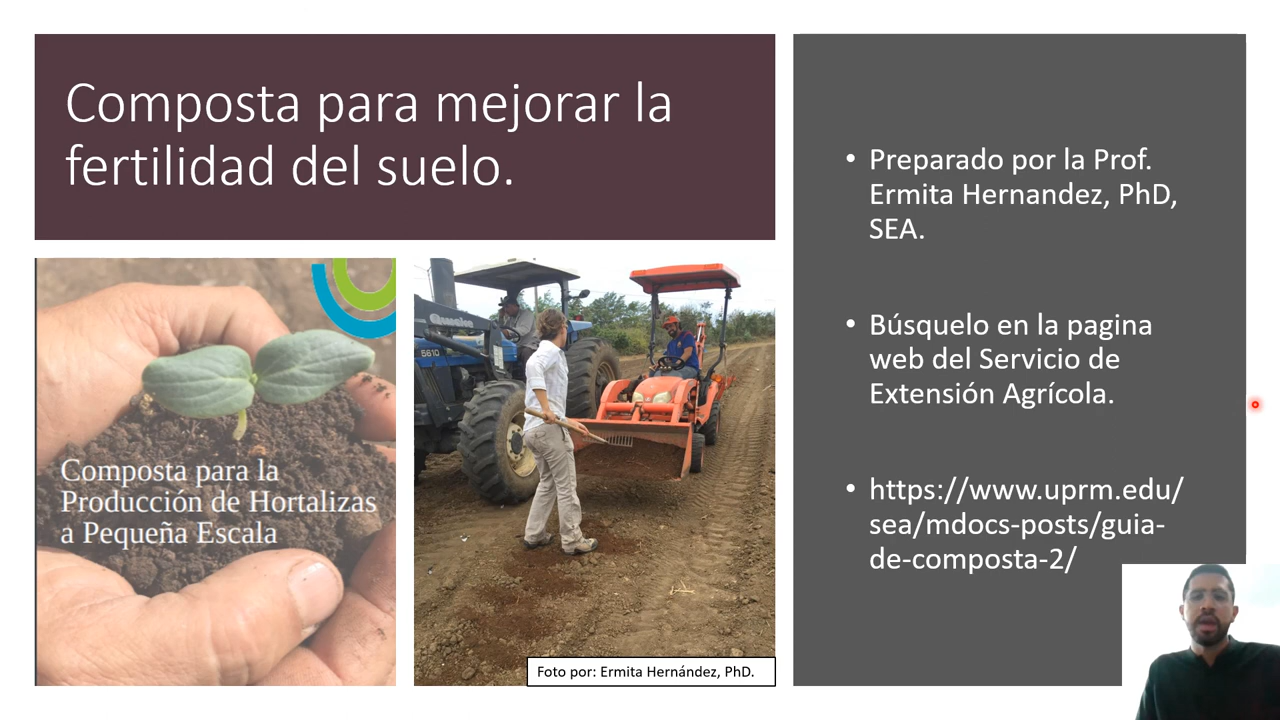 Composta para mejorar la
fertilidad del suelo.
Composta para la
Producción de Hortalizas
a Pequeña Escala
5610
Foto por: Ermita Hernández, PhD.
• Preparado por la Prof.
Ermita Hernandez, PhD,
SEA.
• Búsquelo en la pagina
web del Servicio de
Extensión Agrícola.
• https://www.uprm.edu/
sea/mdocs-posts/guia-
de-composta-2/